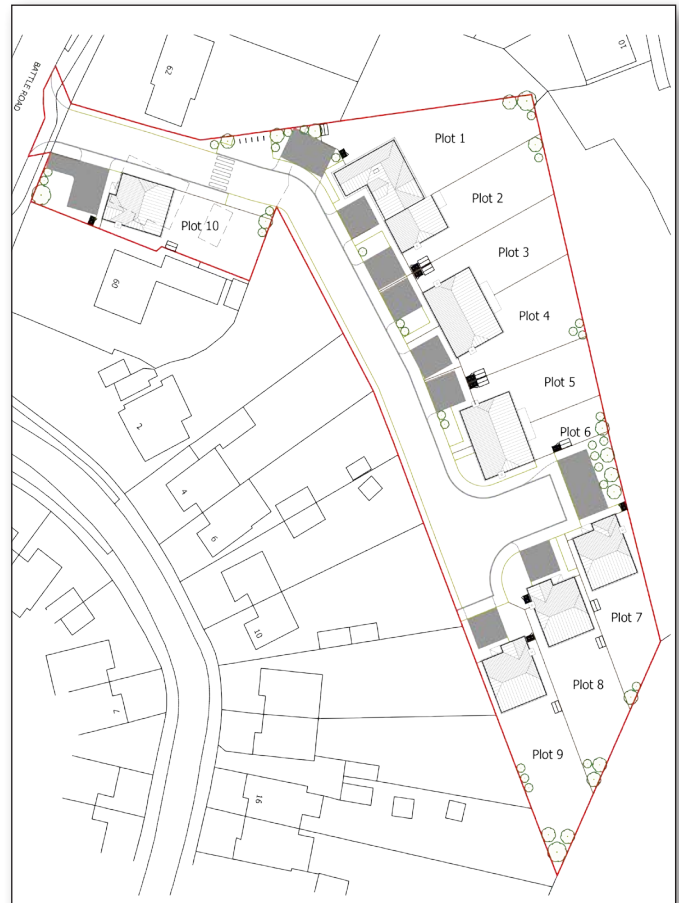 10
62
BATTLE ROAD
Plot 1
Plot 2
Plot 10
Plot 3
60
Plot 4
Plot 5
2
Plot 6
4
6
Plot 7
10
Plot 8
7
Plot 9
16